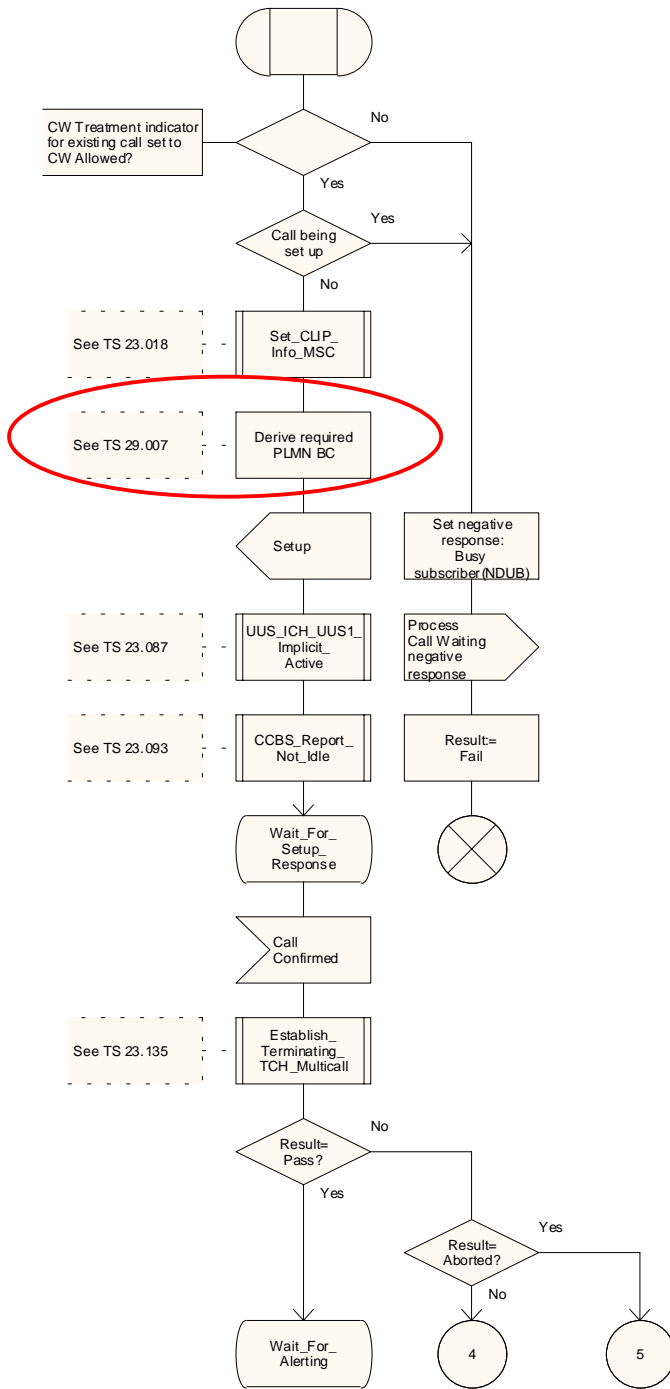 CW Treatment indicator
for existing call set to
CW Allowed?
No
Yes
Call being
set up
Yes
No
See TS 23.018
Set_CLIP_
Info_MSC
See TS 29.007
Derive required
PLMN BC
Setup
Set negative
response:
Busy
subscriber(NDUB)
See TS 23.087
UUS_ICH_UUS1_
Implicit_
Active
Process
Call Waiting
negative
response
See TS 23.093
CCBS_Report_
Not_Idle
Result:=
Fail
Wait_For_
Setup_
Response
Call
Confirmed
See TS 23.135
Establish_
Terminating_
TCH_Multicall
Result=
Pass?
No
Yes
Result=
Aborted?
Yes
No
Wait_For_
Alerting
4
5